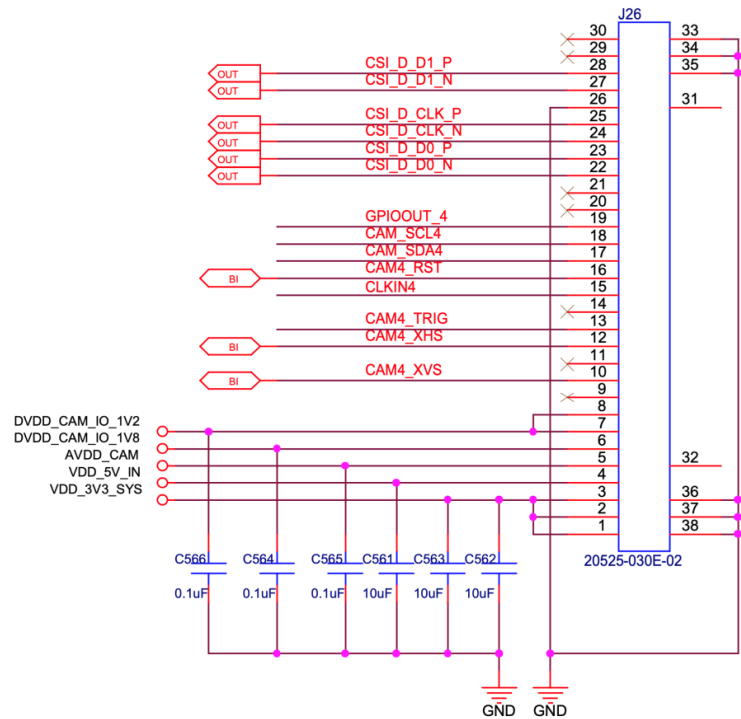 J26
30 33
29 34
OUT CSI_D_D1_P 28 35
OUT CSI_D_D1_N 27
26 31
OUT CSI_D_CLK_P 25
OUT CSI_D_CLK_N 24
OUT CSI_D_D0_P 23
OUT CSI_D_D0_N 22
21
20
GPIOOUT_4 19
CAM_SCL4 18
CAM_SDA4 17
BI CAM4_RST 16
CLKIN4 15
14
CAM4_TRIG 13
BI CAM4_XHS 12
11
BI CAM4_XVS 10
9
8
DVDD_CAM_IO_1V2 7
DVDD_CAM_IO_1V8 6
AVDD_CAM 5 32
VDD_5V_IN 4
VDD_3V3_SYS 3 36
2 37
1 38
C566 C564 C565 C561 C563 C562 20525-030E-02
0.1uF 0.1uF 0.1uF 10uF 10uF 10uF
GND GND